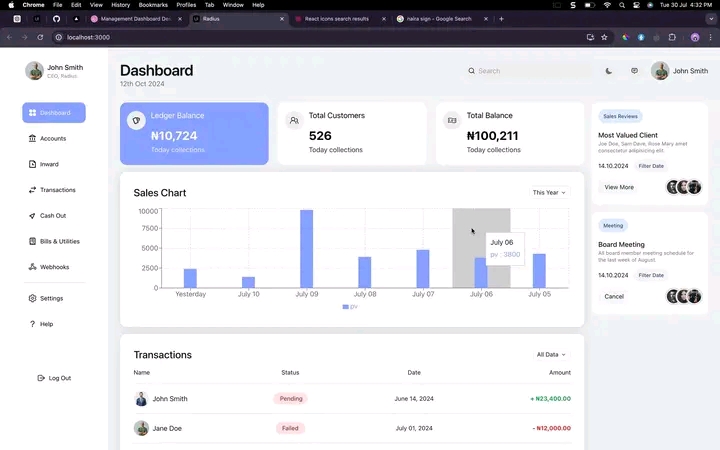 Chrome File Edit View History Bookmarks Profiles Tab Window Help
Tue 30 Jul 4:32 PM
Management Dashboard Do
Radius
React icons search results
naira sign - Google Search
localhost:3000
John Smith
CEO, Radius
Dashboard
12th Oct 2024
Search
John Smith
Dashboard
Accounts
Inward
Transactions
Cash Out
Bills & Utilities
Webhooks
Settings
Help
Log Out
Ledger Balance
₦10,724
Today collections
Total Customers
526
Today collections
Total Balance
₦100,211
Today collections
Sales Chart
This Year
10000
7500
5000
2500
0
Yesterday July 10 July 09 July 08 July 07 July 06 July 05
July 06
pv : 3800
pv
Transactions
All Data
Name Status Date Amount
John Smith Pending June 14, 2024 + ₦23,400.00
Jane Doe Failed July 01, 2024 - ₦12,000.00
Sales Reviews
Most Valued Client
Joe Doe, Sam Dave, Rose Mary amet
consectetur adipisicing elit.
14.10.2024 Filter Date
View More
Meeting
Board Meeting
All board member meeting schedule for
the last week of August.
14.10.2024 Filter Date
Cancel